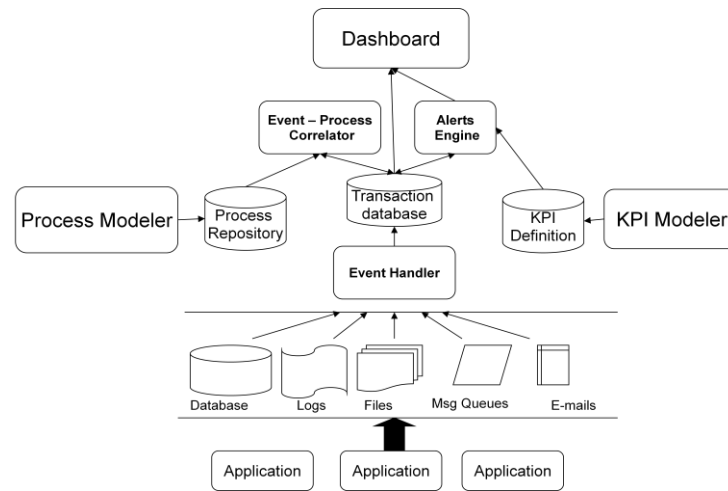 Dashboard
Event – Process
Correlator
Alerts
Engine
Process Modeler
Process
Repository
Transaction
database
KPI
Definition
KPI Modeler
Event Handler
Database
Logs
Files
Msg Queues
E-mails
Application
Application
Application